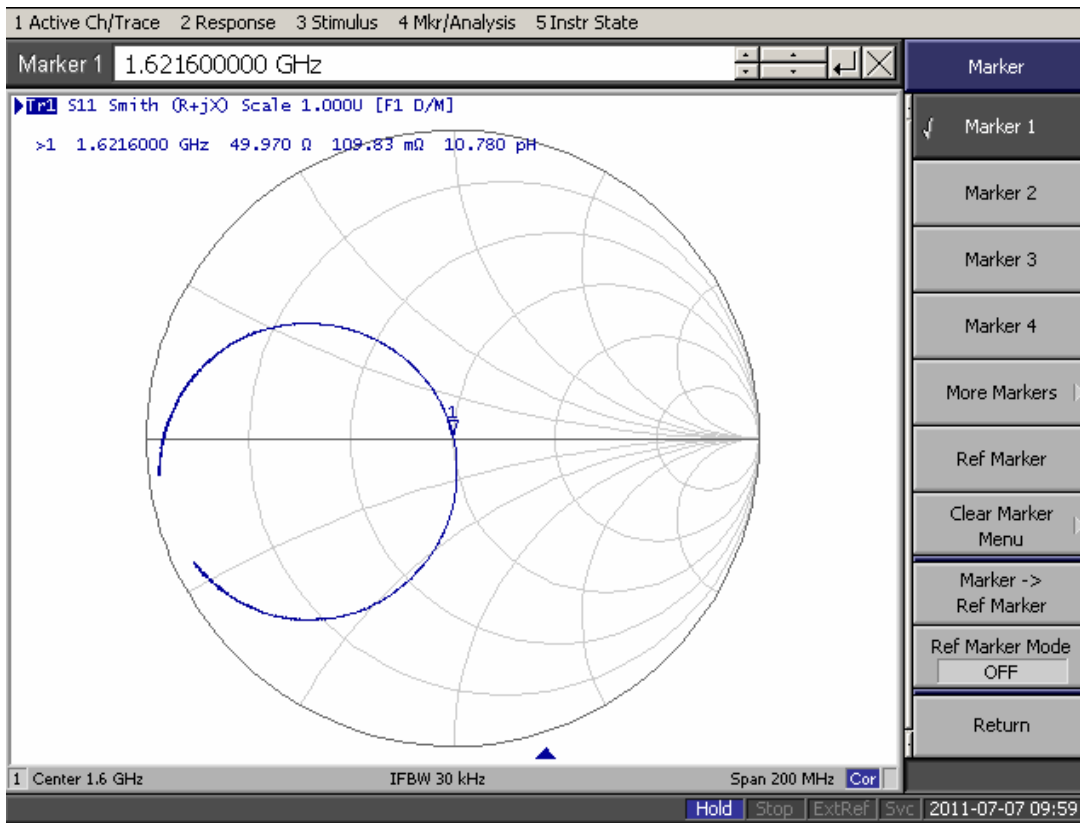 1 Active Ch/Trace 2 Response 3 Stimulus 4 Mkr/Analysis 5 Instr State
Marker 1 1.621600000 GHz
Tr1 S11 Smith (R+jX) Scale 1.000U [F1 D/M]
>1 1.6216000 GHz 49.970 Ω 109.83 mΩ 10.780 pH
1
Marker
√ Marker 1
Marker 2
Marker 3
Marker 4
More Markers
Ref Marker
Clear Marker
Menu
Marker ->
Ref Marker
Ref Marker Mode
OFF
Return
1 Center 1.6 GHz IFBW 30 kHz Span 200 MHz Cor
Hold Stop ExtRef Svc 2011-07-07 09:59